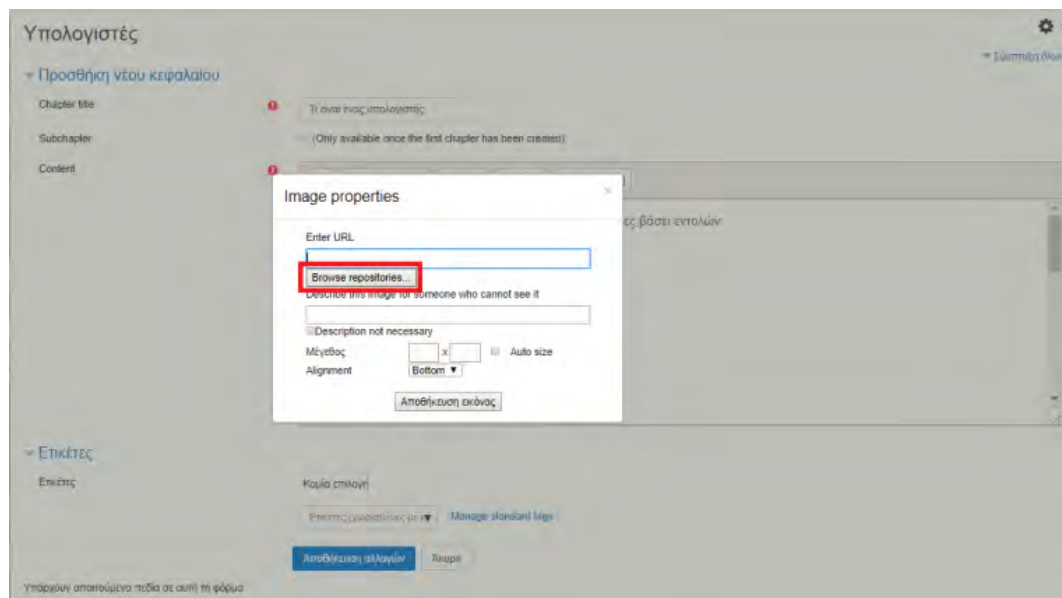 Υπολογιστές
Σύμπτυξη όλων
Προσθήκη νέου κεφαλαίου
Chapter title
Τι είναι ένας υπολογιστής
Subchapter
(Only available once the first chapter has been created)
Content
Image properties
ες βάσει εντολών
Enter URL
Browse repositories...
Describe this image for someone who cannot see it
Description not necessary
Μέγεθος x Auto size
Alignment Bottom
Αποθήκευση εικόνας
Ετικέτες
Ετικέτες
Καμία επιλογή
Manage standard tags
Αποθήκευση αλλαγών Άκυρο
Υπάρχουν απαιτούμενα πεδία σε αυτή τη φόρμα